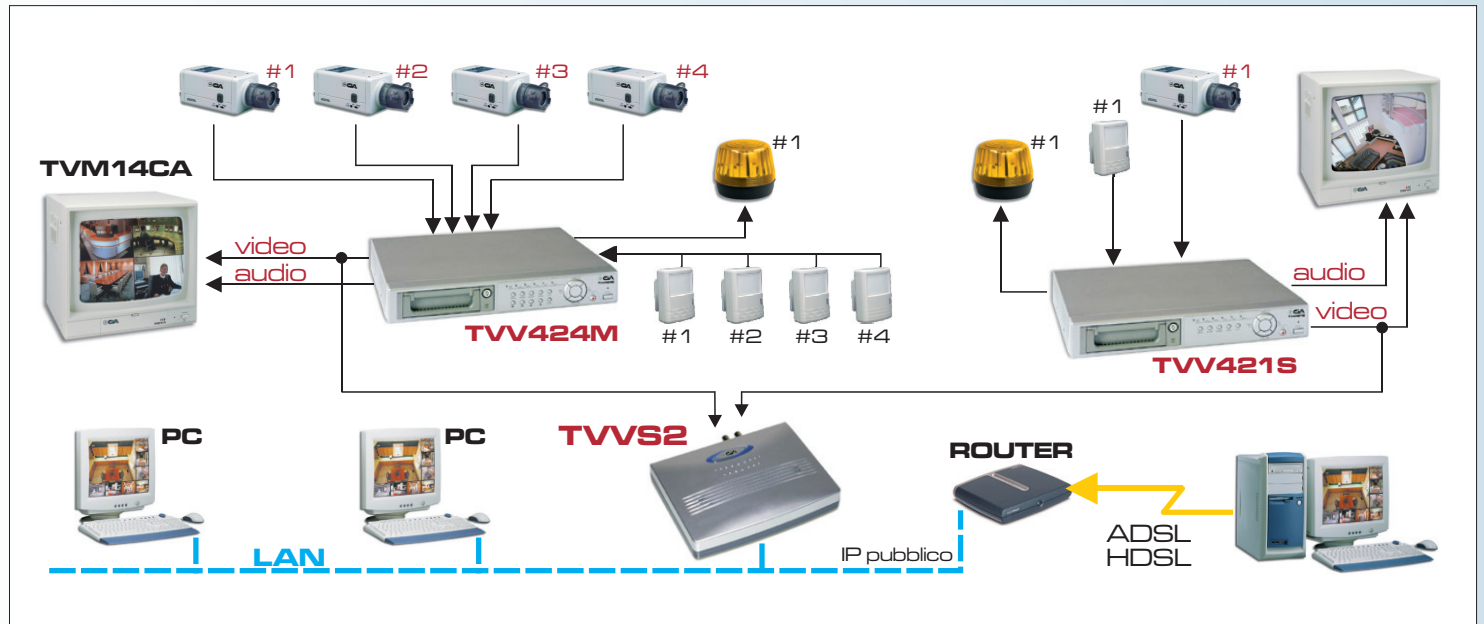 #1
#2
#3
#4
#1
#1
#1
#1
TVM14CA
video
audio
TVV424M
#1
#2
#3
#4
audio
video
TVV421S
PC
PC
TVVS2
ROUTER
ADSL
HDSL
IP pubblico
LAN